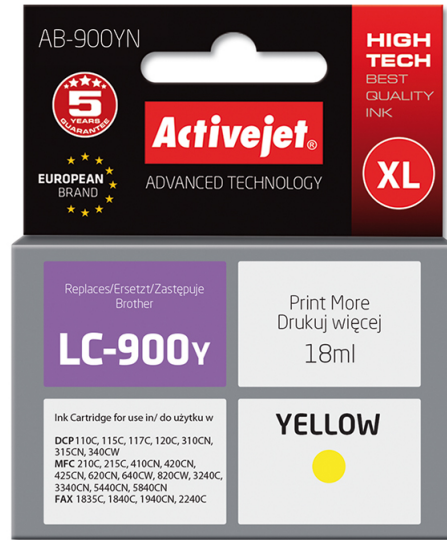 AB-900YN
HIGH
TECH
BEST
QUALITY
INK
5
YEARS
GUARANTEE
Activejet®
EUROPEAN
BRAND
ADVANCED TECHNOLOGY
XL
Replaces/Ersetzt/Zastępuje
Brother
LC-900Y
Print More
Drukuj więcej
18ml
Ink Cartridge for use in/ do użytku w
DCP 110C, 115C, 117C, 120C, 310CN,
315CN, 340CW
MFC 210C, 215C, 410CN, 420CN,
425CN, 620CN, 640CW, 820CW, 3240C,
3340CN, 5440CN, 5840CN
FAX 1835C, 1840C, 1940CN, 2240C
YELLOW